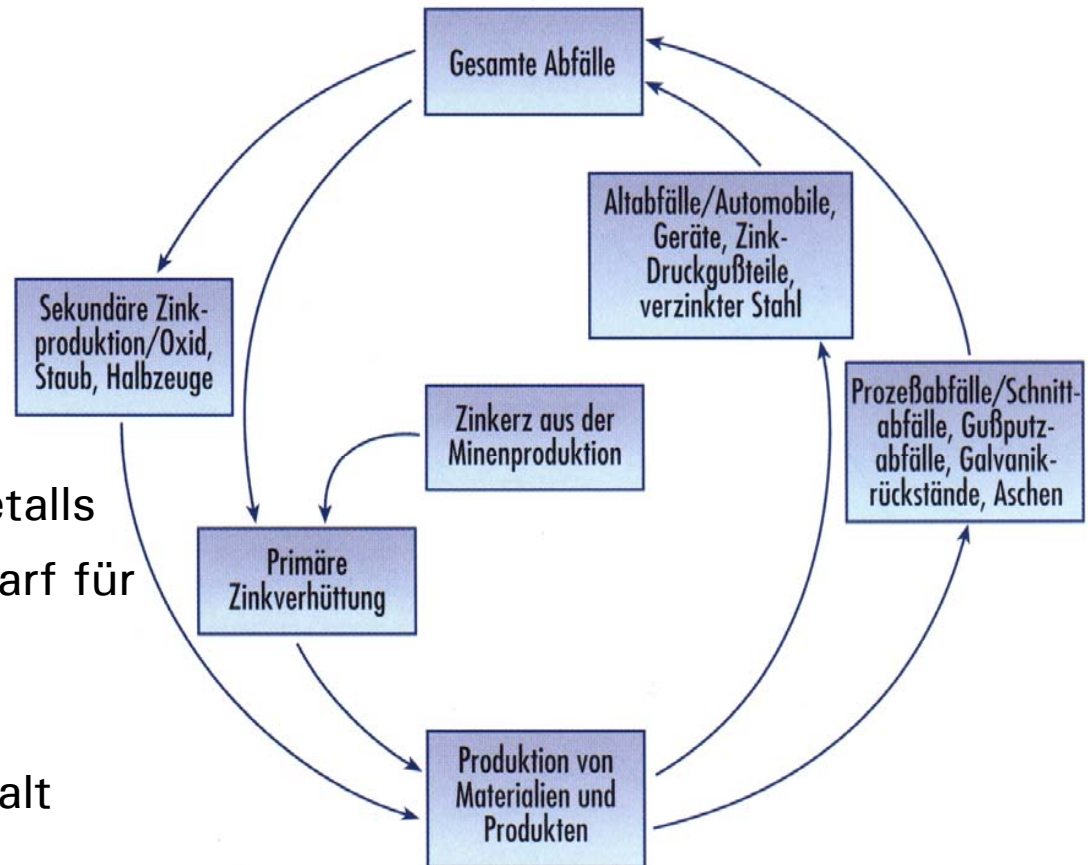 Gesamte Abfälle
Altabfälle/Automobile,
Geräte, Zink-
Druckgußteile,
verzinkter Stahl
Sekundäre Zink-
produktion/Oxid,
Staub, Halbzeuge
Prozeßabfälle/Schnitt-
abfälle, Gußputz-
abfälle, Galvanik-
rückstände, Aschen
Zinkerz aus der
Minenproduktion
Primäre
Zinkverhüttung
Produktion von
Materialien und
Produkten
etalls
arf für
alt